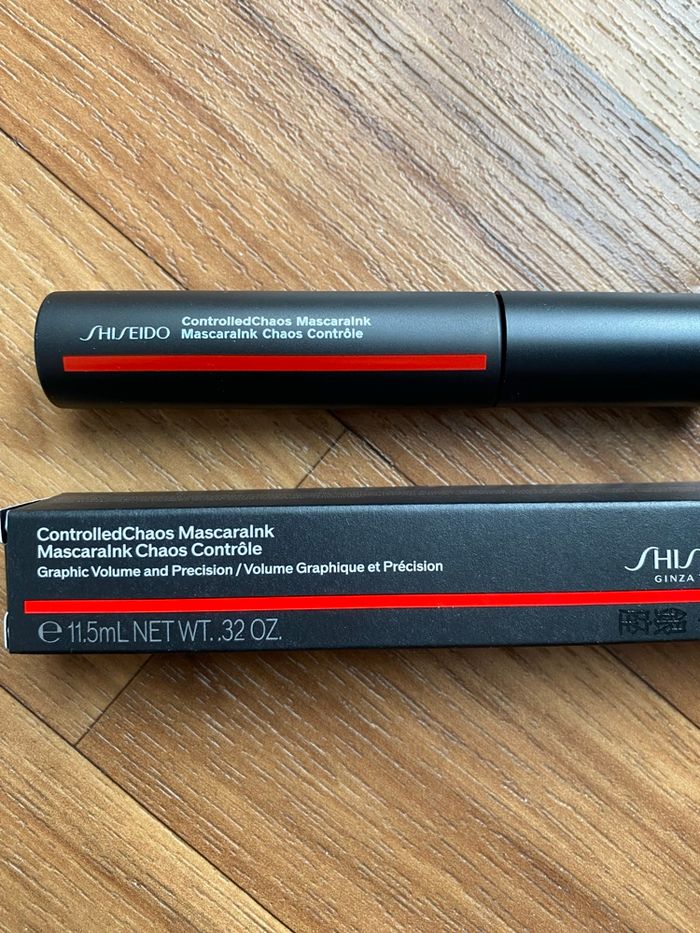 SHISEIDO
ControlledChaos MascaraInk
MascaraInk Chaos Contrôle
ControlledChaos MascaraInk
MascaraInk Chaos Contrôle
Graphic Volume and Precision / Volume Graphique et Précision
SHIS
GINZA
℮ 11.5mL NET WT. .32 OZ.